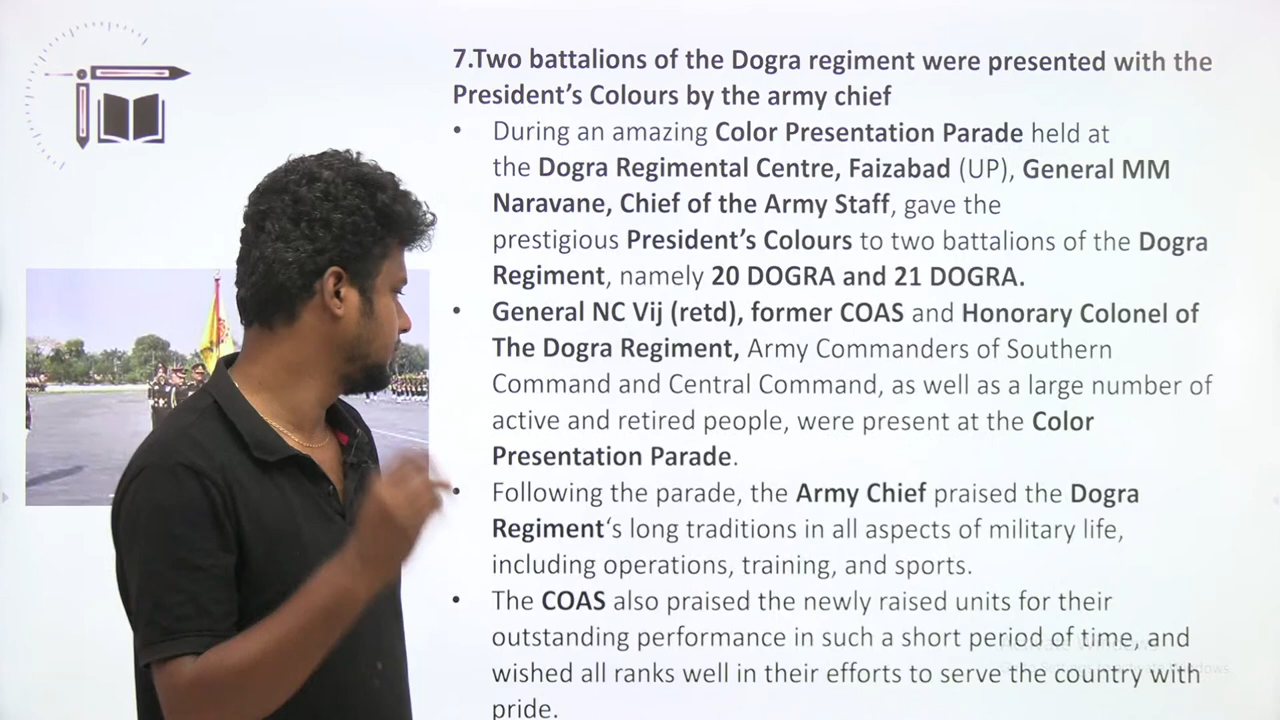 7.Two battalions of the Dogra regiment were presented with the
President’s Colours by the army chief
• During an amazing Color Presentation Parade held at
the Dogra Regimental Centre, Faizabad (UP), General MM
Naravane, Chief of the Army Staff, gave the
prestigious President’s Colours to two battalions of the Dogra
Regiment, namely 20 DOGRA and 21 DOGRA.
• General NC Vij (retd), former COAS and Honorary Colonel of
The Dogra Regiment, Army Commanders of Southern
Command and Central Command, as well as a large number of
active and retired people, were present at the Color
Presentation Parade.
• Following the parade, the Army Chief praised the Dogra
Regiment‘s long traditions in all aspects of military life,
including operations, training, and sports.
• The COAS also praised the newly raised units for their
outstanding performance in such a short period of time, and
wished all ranks well in their efforts to serve the country with
pride.